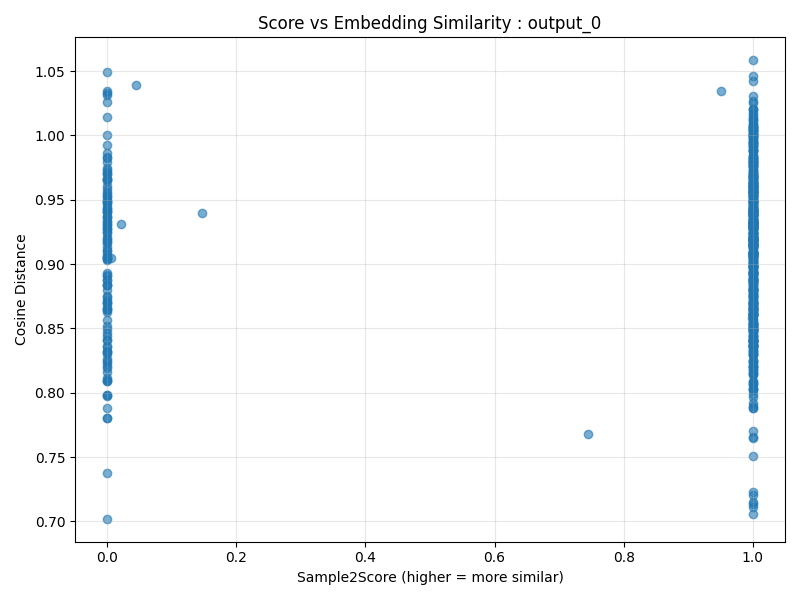 Score vs Embedding Similarity : output_0
Cosine Distance
1.05
1.00
0.95
0.90
0.85
0.80
0.75
0.70
0.0 0.2 0.4 0.6 0.8 1.0
Sample2Score (higher = more similar)